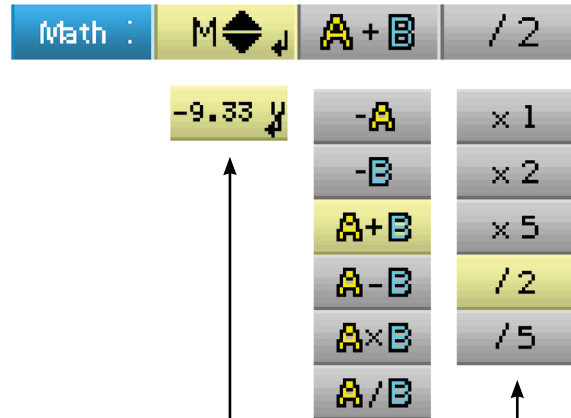 Math : M A+B /2
-9.33 y
-A
-B
A+B
A-B
A×B
A/B
×1
×2
×5
/2
/5